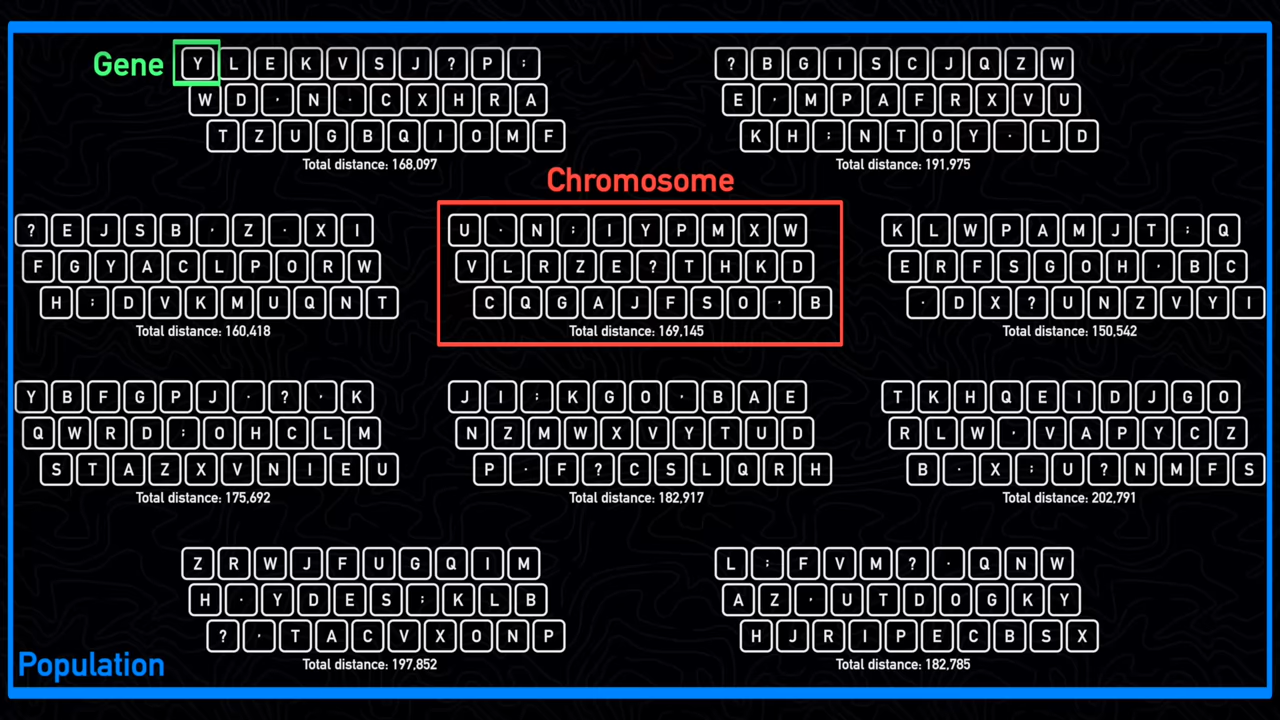 Gene
Y L E K V S J ? P :
W D · N · C X H R A
T Z U G B Q I O M F
Total distance: 168,097
? B G I S C J Q Z W
E · M P A F R X V U
K H : N T O Y · L D
Total distance: 191,975
Chromosome
? E J S B · Z · X I
F G Y A C L P O R W
H : D V K M U Q N T
Total distance: 160,418
U · N : I Y P M X W
V L R Z E ? T H K D
C Q G A J F S O · B
Total distance: 169,145
K L W P A M J T : Q
E R F S G O H · B C
· D X ? U N Z V Y I
Total distance: 150,542
Y B F G P J · ? · K
Q W R D : O H C L M
S T A Z X V N I E U
Total distance: 175,692
J I : K G O · B A E
N Z M W X V Y T U D
P · F ? C S L Q R H
Total distance: 182,917
T K H Q E I D J G O
R L W · V A P Y C Z
B · X : U ? N M F S
Total distance: 202,791
Z R W J F U G Q I M
H · Y D E S : K L B
? · T A C V X O N P
Total distance: 197,852
L : F V M ? · Q N W
A Z · U T D O G K Y
H J R I P E C B S X
Total distance: 182,785
Population